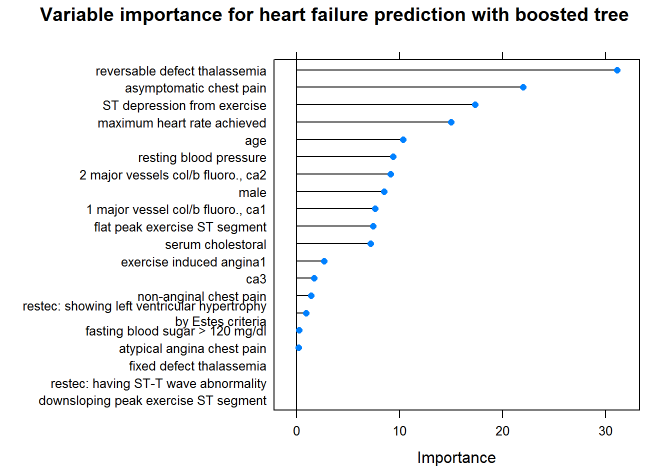 Variable importance for heart failure prediction with boosted tree
reversable defect thalassemia
asymptomatic chest pain
ST depression from exercise
maximum heart rate achieved
age
resting blood pressure
2 major vessels col/b fluoro., ca2
male
1 major vessel col/b fluoro., ca1
flat peak exercise ST segment
serum cholestoral
exercise induced angina1
ca3
non-anginal chest pain
restec: showing left ventricular hypertrophy
by Estes criteria
fasting blood sugar > 120 mg/dl
atypical angina chest pain
fixed defect thalassemia
restec: having ST-T wave abnormality
downsloping peak exercise ST segment
0 10 20 30
Importance